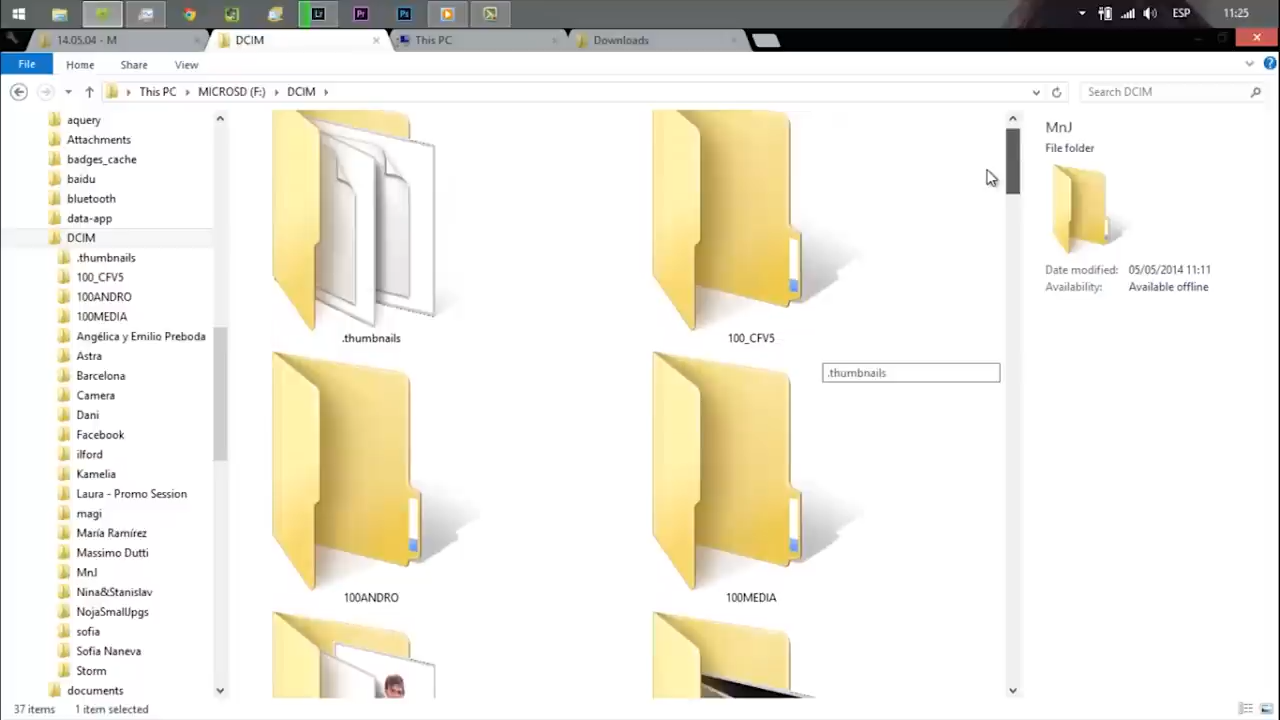 Lr
Pr
Ps
ESP
11:25
14.05.04 - M
DCIM
This PC
Downloads
File
Home
Share
View
This PC
MICROSD (F:)
DCIM
Search DCIM
aquery
Attachments
badges_cache
baidu
bluetooth
data-app
DCIM
.thumbnails
100_CFV5
100ANDRO
100MEDIA
Angélica y Emilio Preboda
Astra
Barcelona
Camera
Dani
Facebook
ilford
Kamelia
Laura - Promo Session
magi
María Ramírez
Massimo Dutti
MnJ
Nina&Stanislav
NojaSmallJpgs
sofia
Sofia Naneva
Storm
documents
.thumbnails
100_CFV5
.thumbnails
100ANDRO
100MEDIA
MnJ
File folder
Date modified: 05/05/2014 11:11
Availability: Available offline
37 items
1 item selected